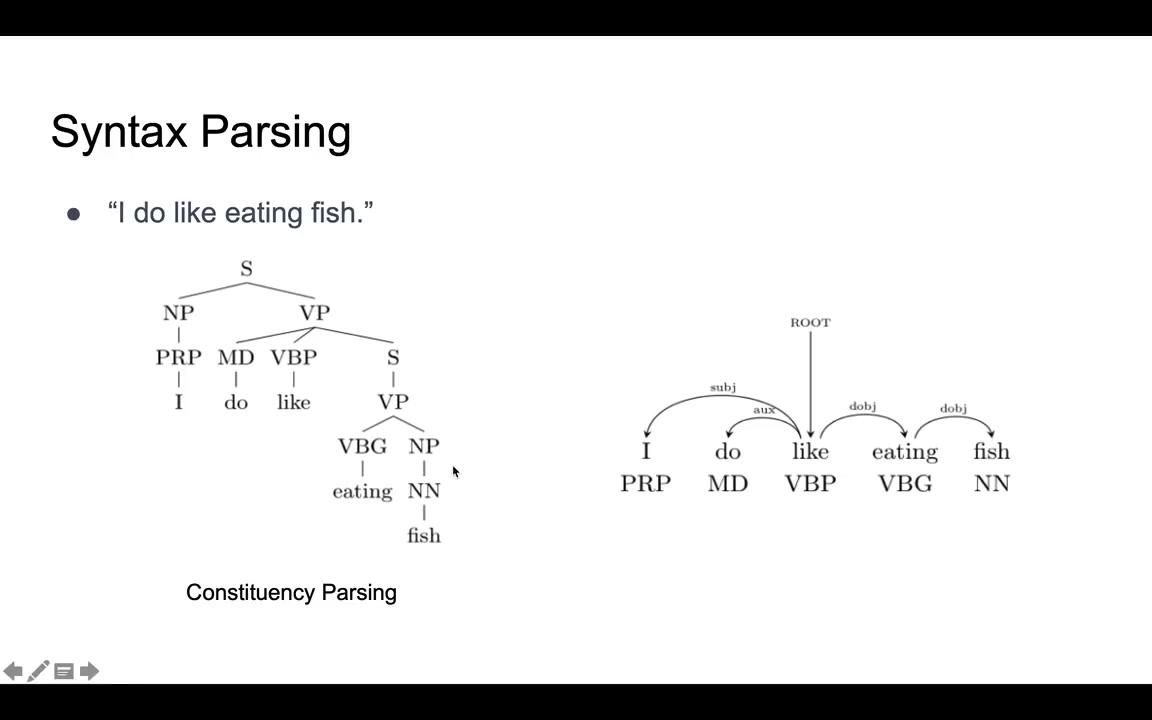 Syntax Parsing
● “I do like eating fish.”
S
NP VP
PRP MD VBP S
I do like VP
VBG NP
eating NN
fish
Constituency Parsing
ROOT
subj aux dobj dobj
I do like eating fish
PRP MD VBP VBG NN